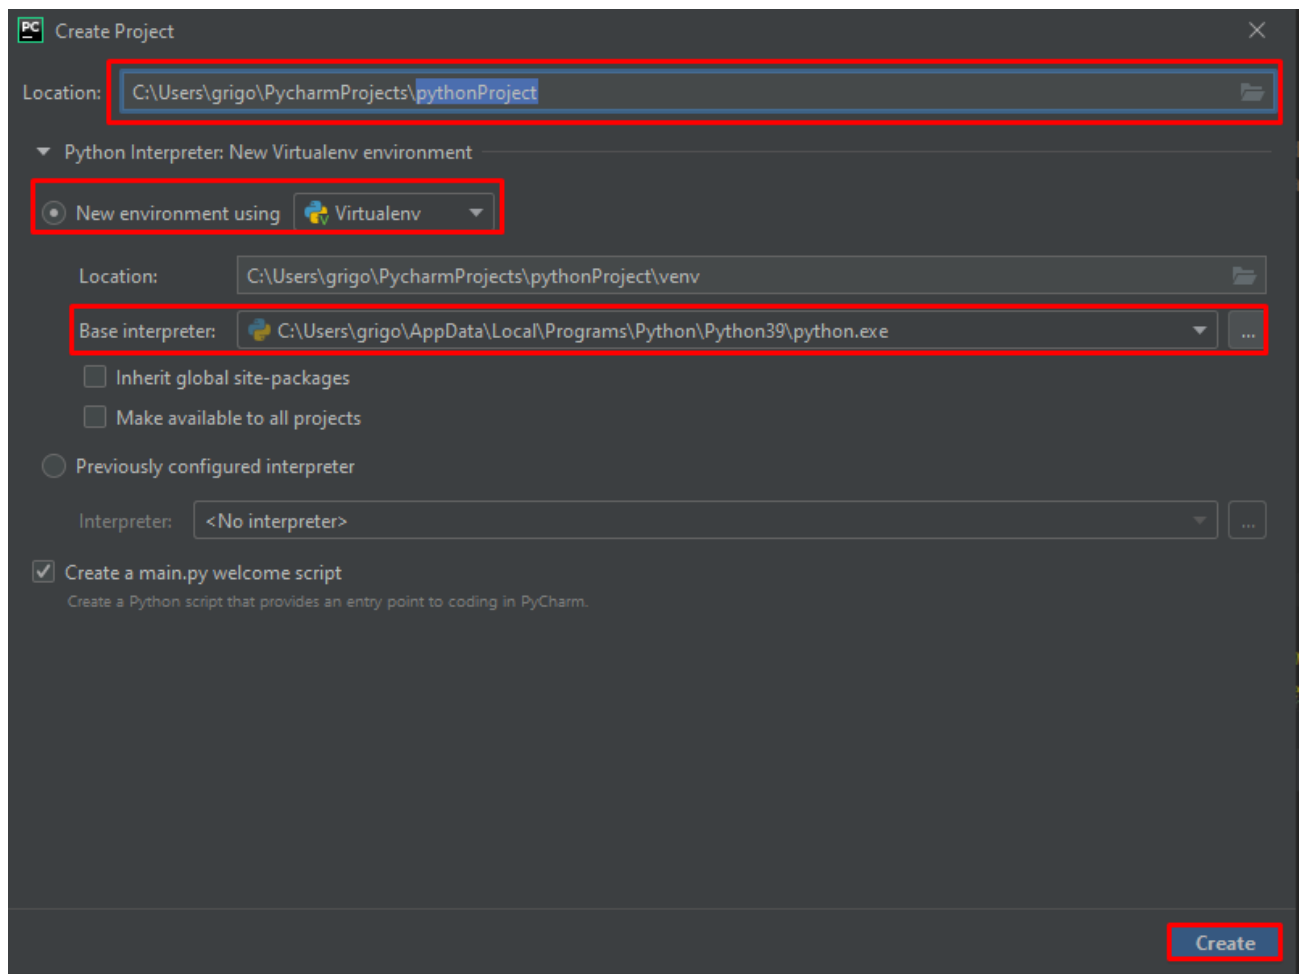 PC Create Project
Location: C:\Users\grigo\PycharmProjects\pythonProject
Python Interpreter: New Virtualenv environment
New environment using Virtualenv
Location: C:\Users\grigo\PycharmProjects\pythonProject\venv
Base interpreter: C:\Users\grigo\AppData\Local\Programs\Python\Python39\python.exe ...
Inherit global site-packages
Make available to all projects
Previously configured interpreter
Interpreter: <No interpreter> ...
Create a main.py welcome script
Create a Python script that provides an entry point to coding in PyCharm.
Create